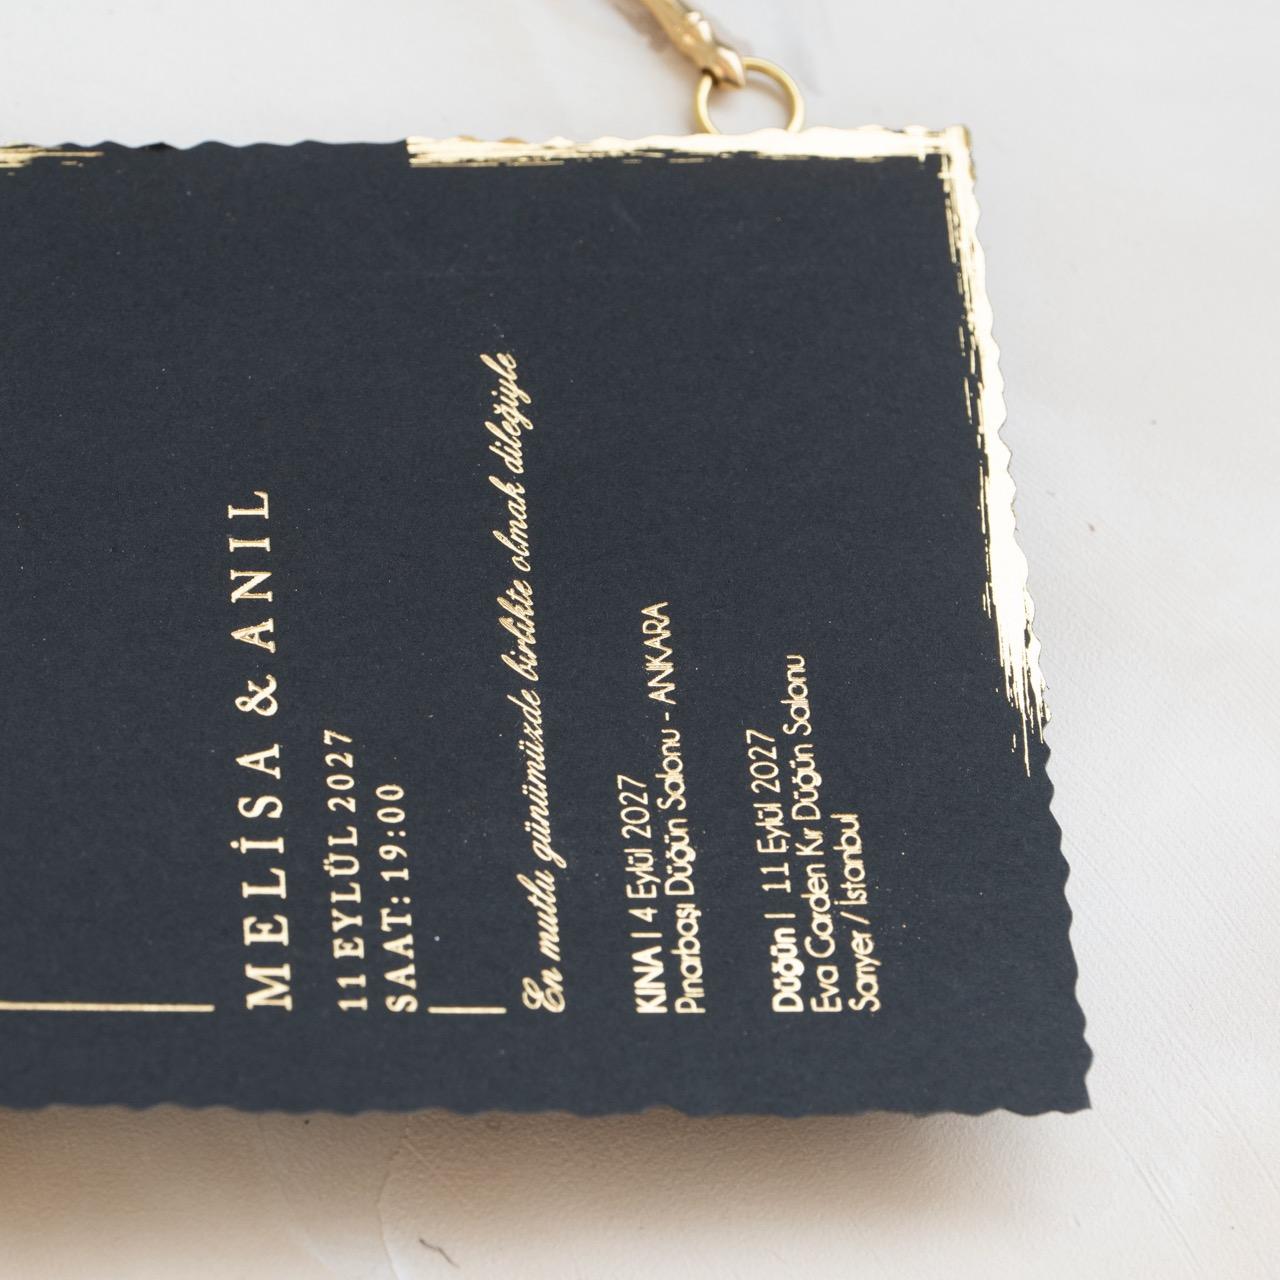 MELİSA & ANIL
11 EYLÜL 2027
SAAT: 19:00
En mutlu günümüzde birlikte olmak dileğiyle
KINA | 4 Eylül 2027
Pınarbaşı Düğün Salonu - ANKARA
Düğün | 11 Eylül 2027
Eva Garden Kır Düğün Salonu
Sarıyer / İstanbul